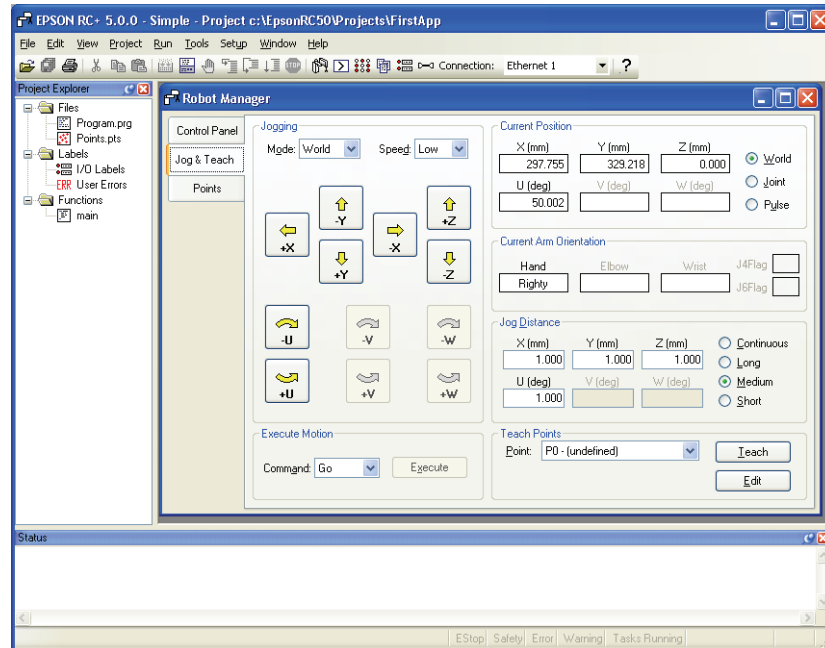 EPSON RC+ 5.0.0 - Simple - Project c:\EpsonRC50\Projects\FirstApp
File Edit View Project Run Tools Setup Window Help
STOP Connection: Ethernet 1 ?
Project Explorer
Files
Program.prg
Points.pts
Labels
I/O Labels
ERR User Errors
Functions
main
Robot Manager
Control Panel
Jog & Teach
Points
Jogging
Mode: World Speed: Low
-Y +Z
+X -X
+Y -Z
-U -V -W
+U +V +W
Execute Motion
Command: Go Execute
Current Position
X (mm) Y (mm) Z (mm)
297.755 329.218 0.000 World
U (deg) V (deg) W (deg) Joint
50.002 Pulse
Current Arm Orientation
Hand Elbow Wrist J4Flag
Righty J6Flag
Jog Distance
X (mm) Y (mm) Z (mm) Continuous
1.000 1.000 1.000 Long
U (deg) V (deg) W (deg) Medium
1.000 Short
Teach Points
Point: P0 - (undefined) Teach
Edit
Status
EStop Safety Error Warning Tasks Running